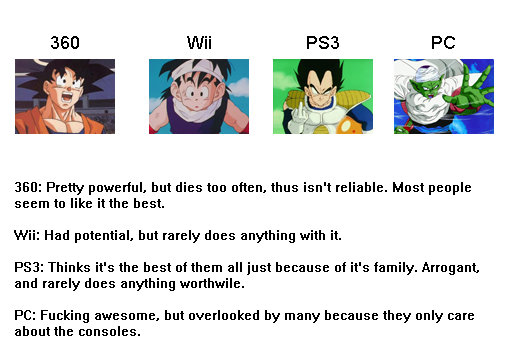 360 Wii PS3 PC
360: Pretty powerful, but dies too often, thus isn't reliable. Most people
seem to like it the best.
Wii: Had potential, but rarely does anything with it.
PS3: Thinks it's the best of them all just because of it's family. Arrogant,
and rarely does anything worthwile.
PC: Fucking awesome, but overlooked by many because they only care
about the consoles.